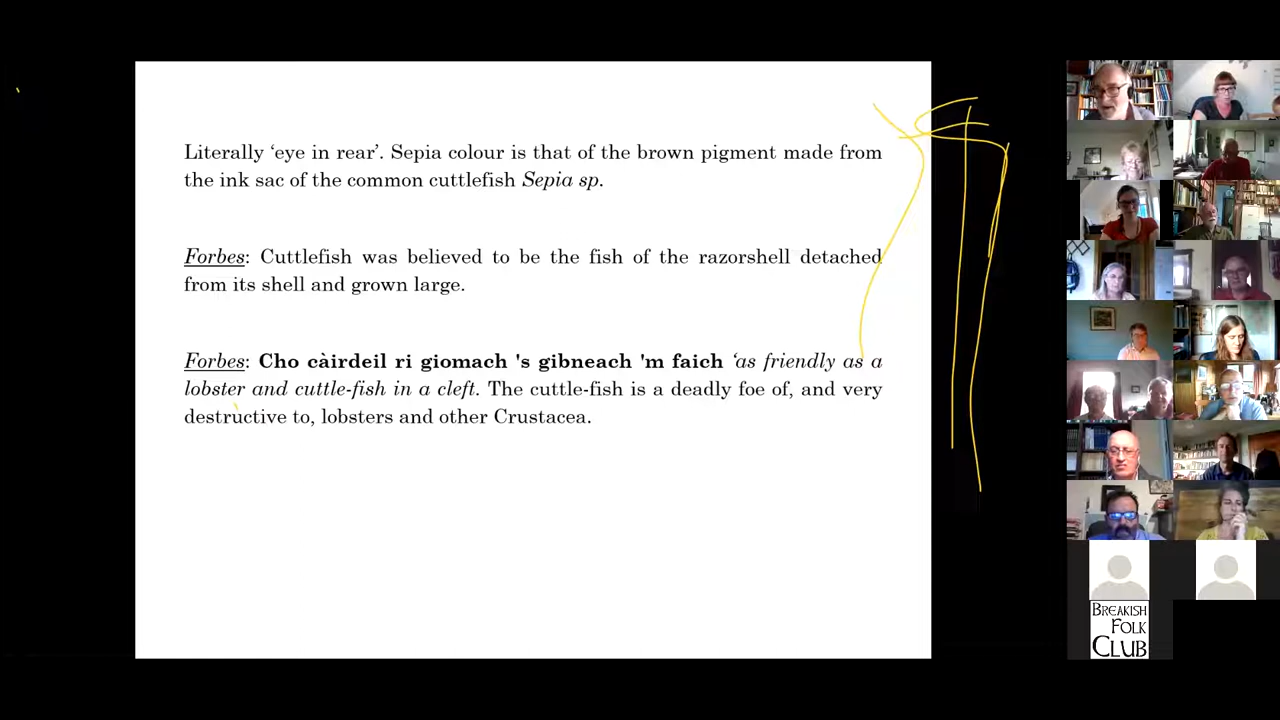 Literally ‘eye in rear’. Sepia colour is that of the brown pigment made from
the ink sac of the common cuttlefish Sepia sp.
Forbes: Cuttlefish was believed to be the fish of the razorshell detached
from its shell and grown large.
Forbes: Cho càirdeil ri giomach 's gibneach 'm faich ‘as friendly as a
lobster and cuttle-fish in a cleft. The cuttle-fish is a deadly foe of, and very
destructive to, lobsters and other Crustacea.
BREAKISH
FOLK
CLUB